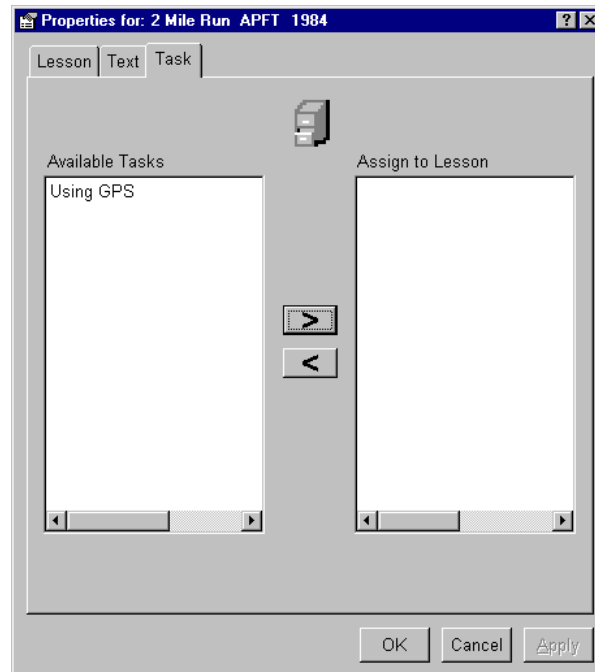 Properties for: 2 Mile Run APFT 1984
Lesson Text Task
Available Tasks
Assign to Lesson
Using GPS
>
<
OK Cancel Apply